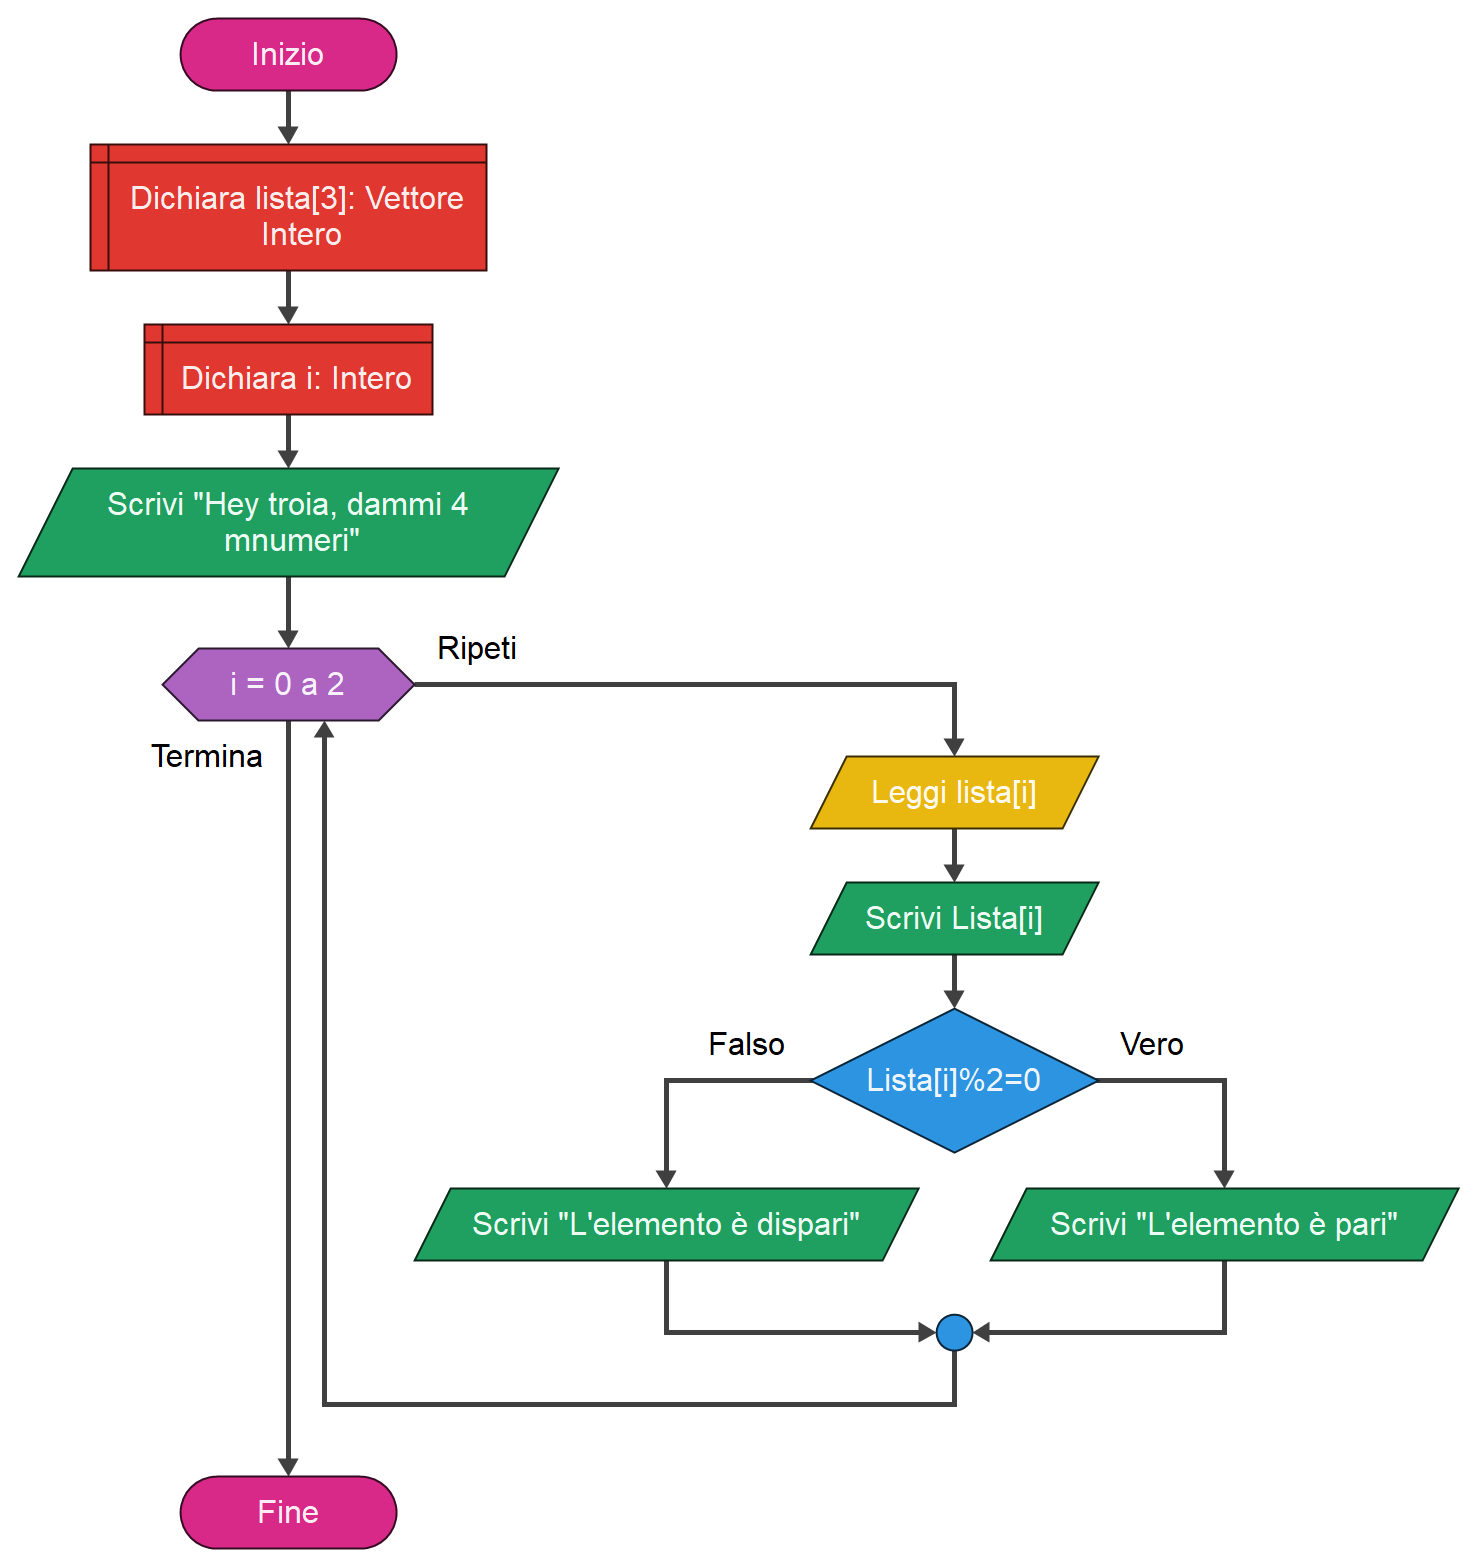 Inizio
Dichiara lista[3]: Vettore
Intero
Dichiara i: Intero
Scrivi "Hey troia, dammi 4
mnumeri"
i = 0 a 2
Ripeti
Termina
Leggi lista[i]
Scrivi Lista[i]
Lista[i]%2=0
Falso
Vero
Scrivi "L'elemento è dispari"
Scrivi "L'elemento è pari"
Fine